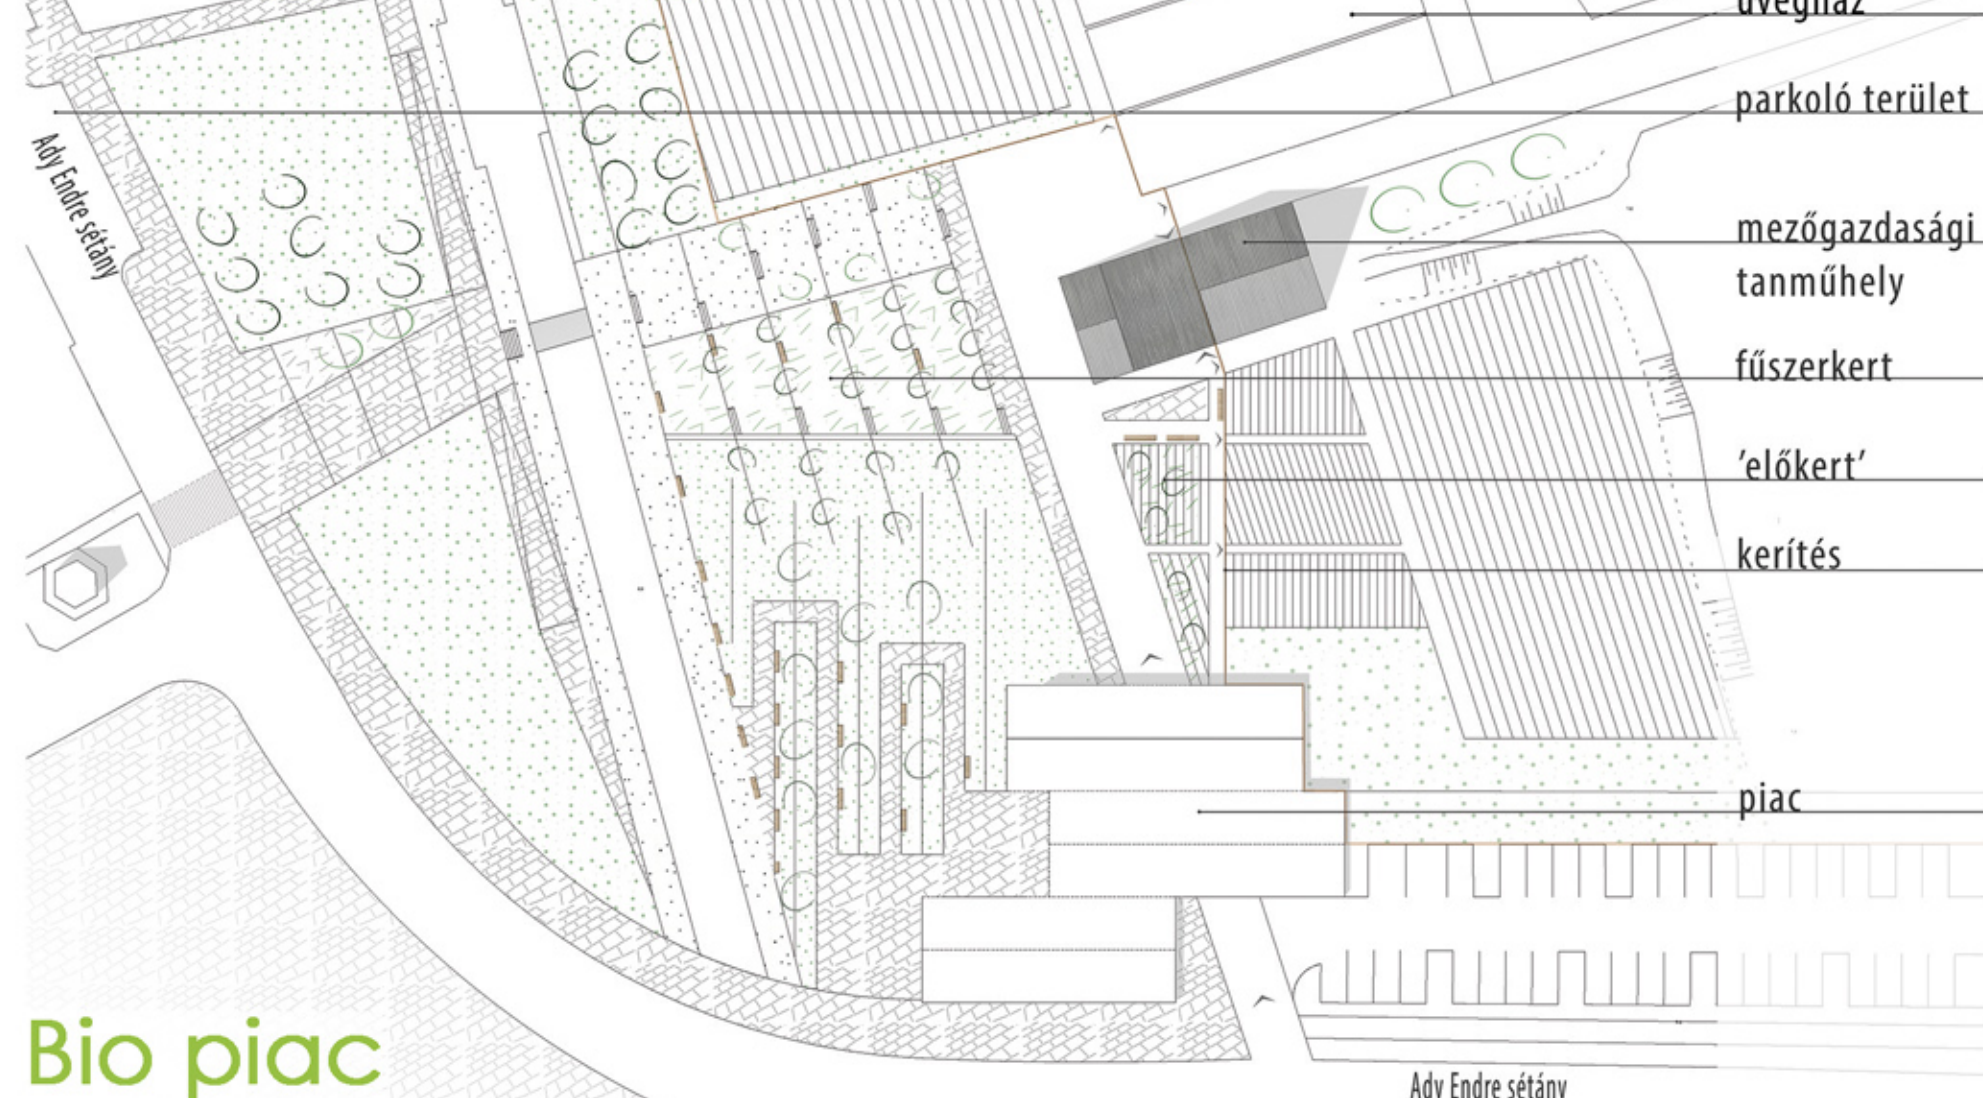 üvegház
parkoló terület
Ady Endre sétány
mezőgazdasági
tanműhely
fűszerkert
’előkert’
kerítés
piac
Bio piac
Ady Endre sétány